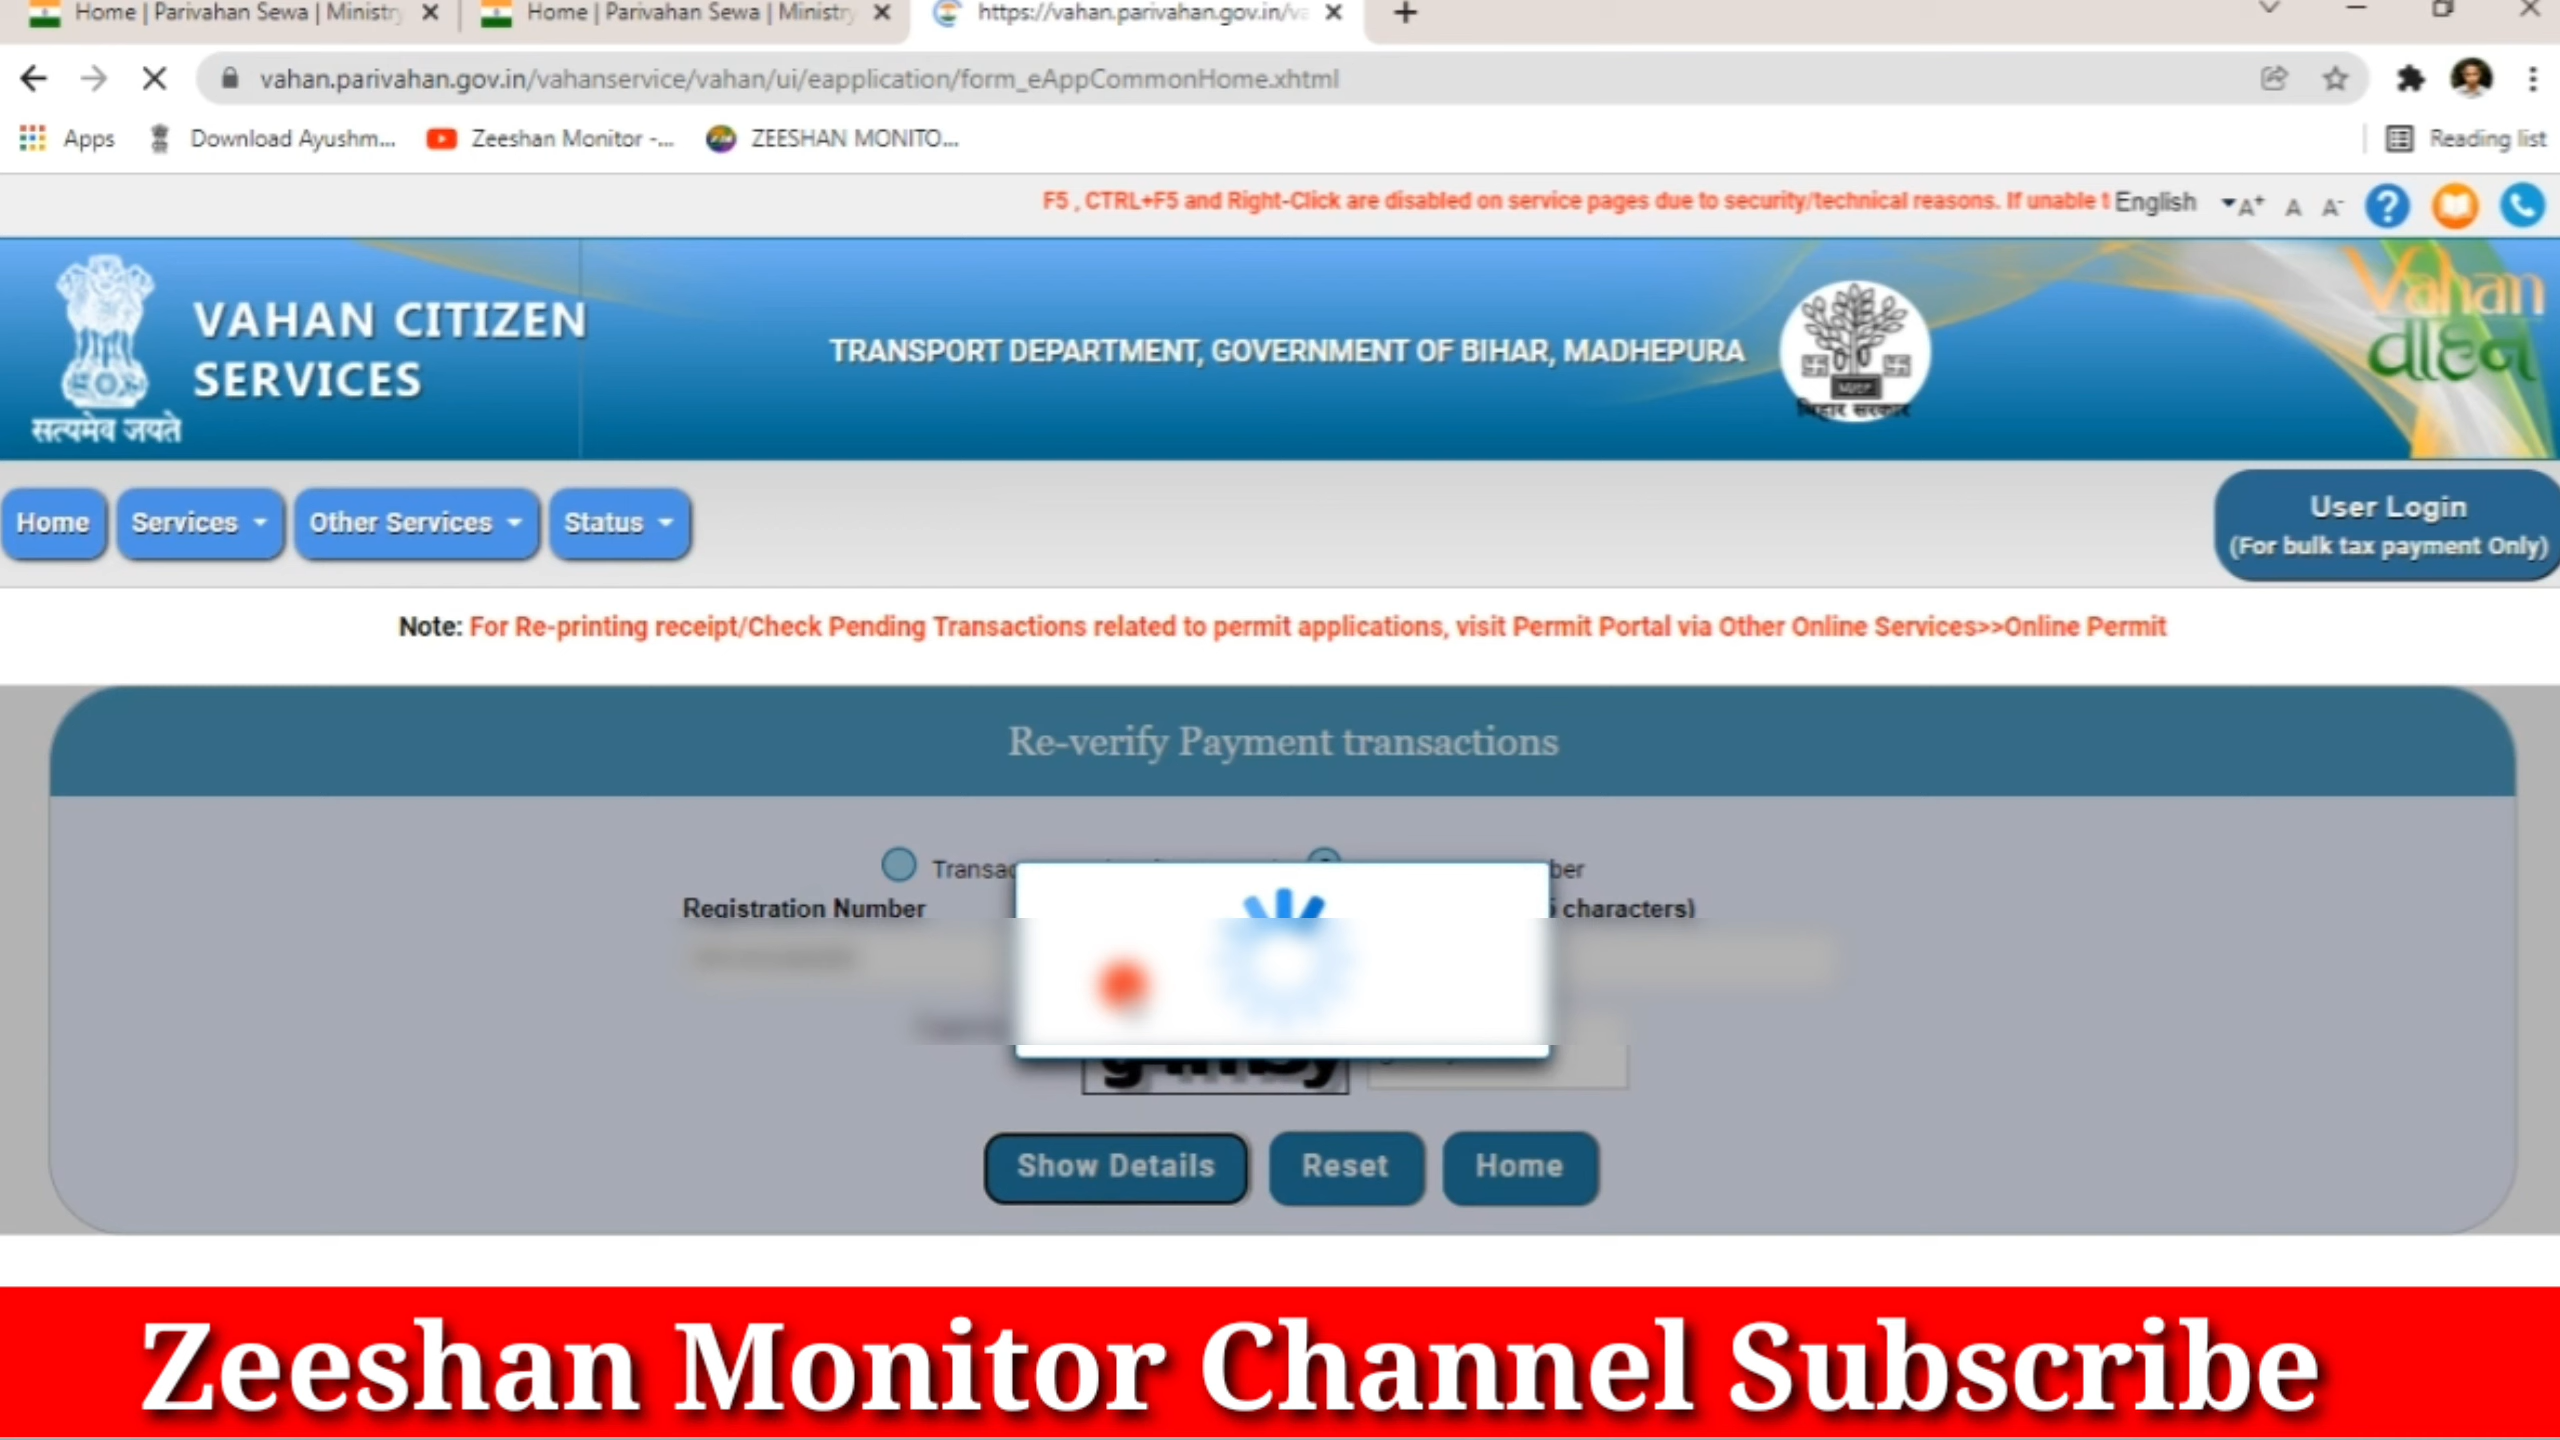 Home | Parivahan Sewa | Ministry
Home | Parivahan Sewa | Ministry
https://vahan.parivahan.gov.in/va
vahan.parivahan.gov.in/vahanservice/vahan/ui/eapplication/form_eAppCommonHome.xhtml
Apps
Download Ayushm...
Zeeshan Monitor -...
ZEESHAN MONITO...
Reading list
F5 , CTRL+F5 and Right-Click are disabled on service pages due to security/technical reasons. If unable t
English
A+ A A-
VAHAN CITIZEN
SERVICES
सत्यमेव जयते
TRANSPORT DEPARTMENT, GOVERNMENT OF BIHAR, MADHEPURA
बिहार सरकार
Vahan
वाहन
Home
Services
Other Services
Status
User Login
(For bulk tax payment Only)
Note: For Re-printing receipt/Check Pending Transactions related to permit applications, visit Permit Portal via Other Online Services>>Online Permit
Re-verify Payment transactions
Registration Number
characters)
Show Details
Reset
Home
Zeeshan Monitor Channel Subscribe